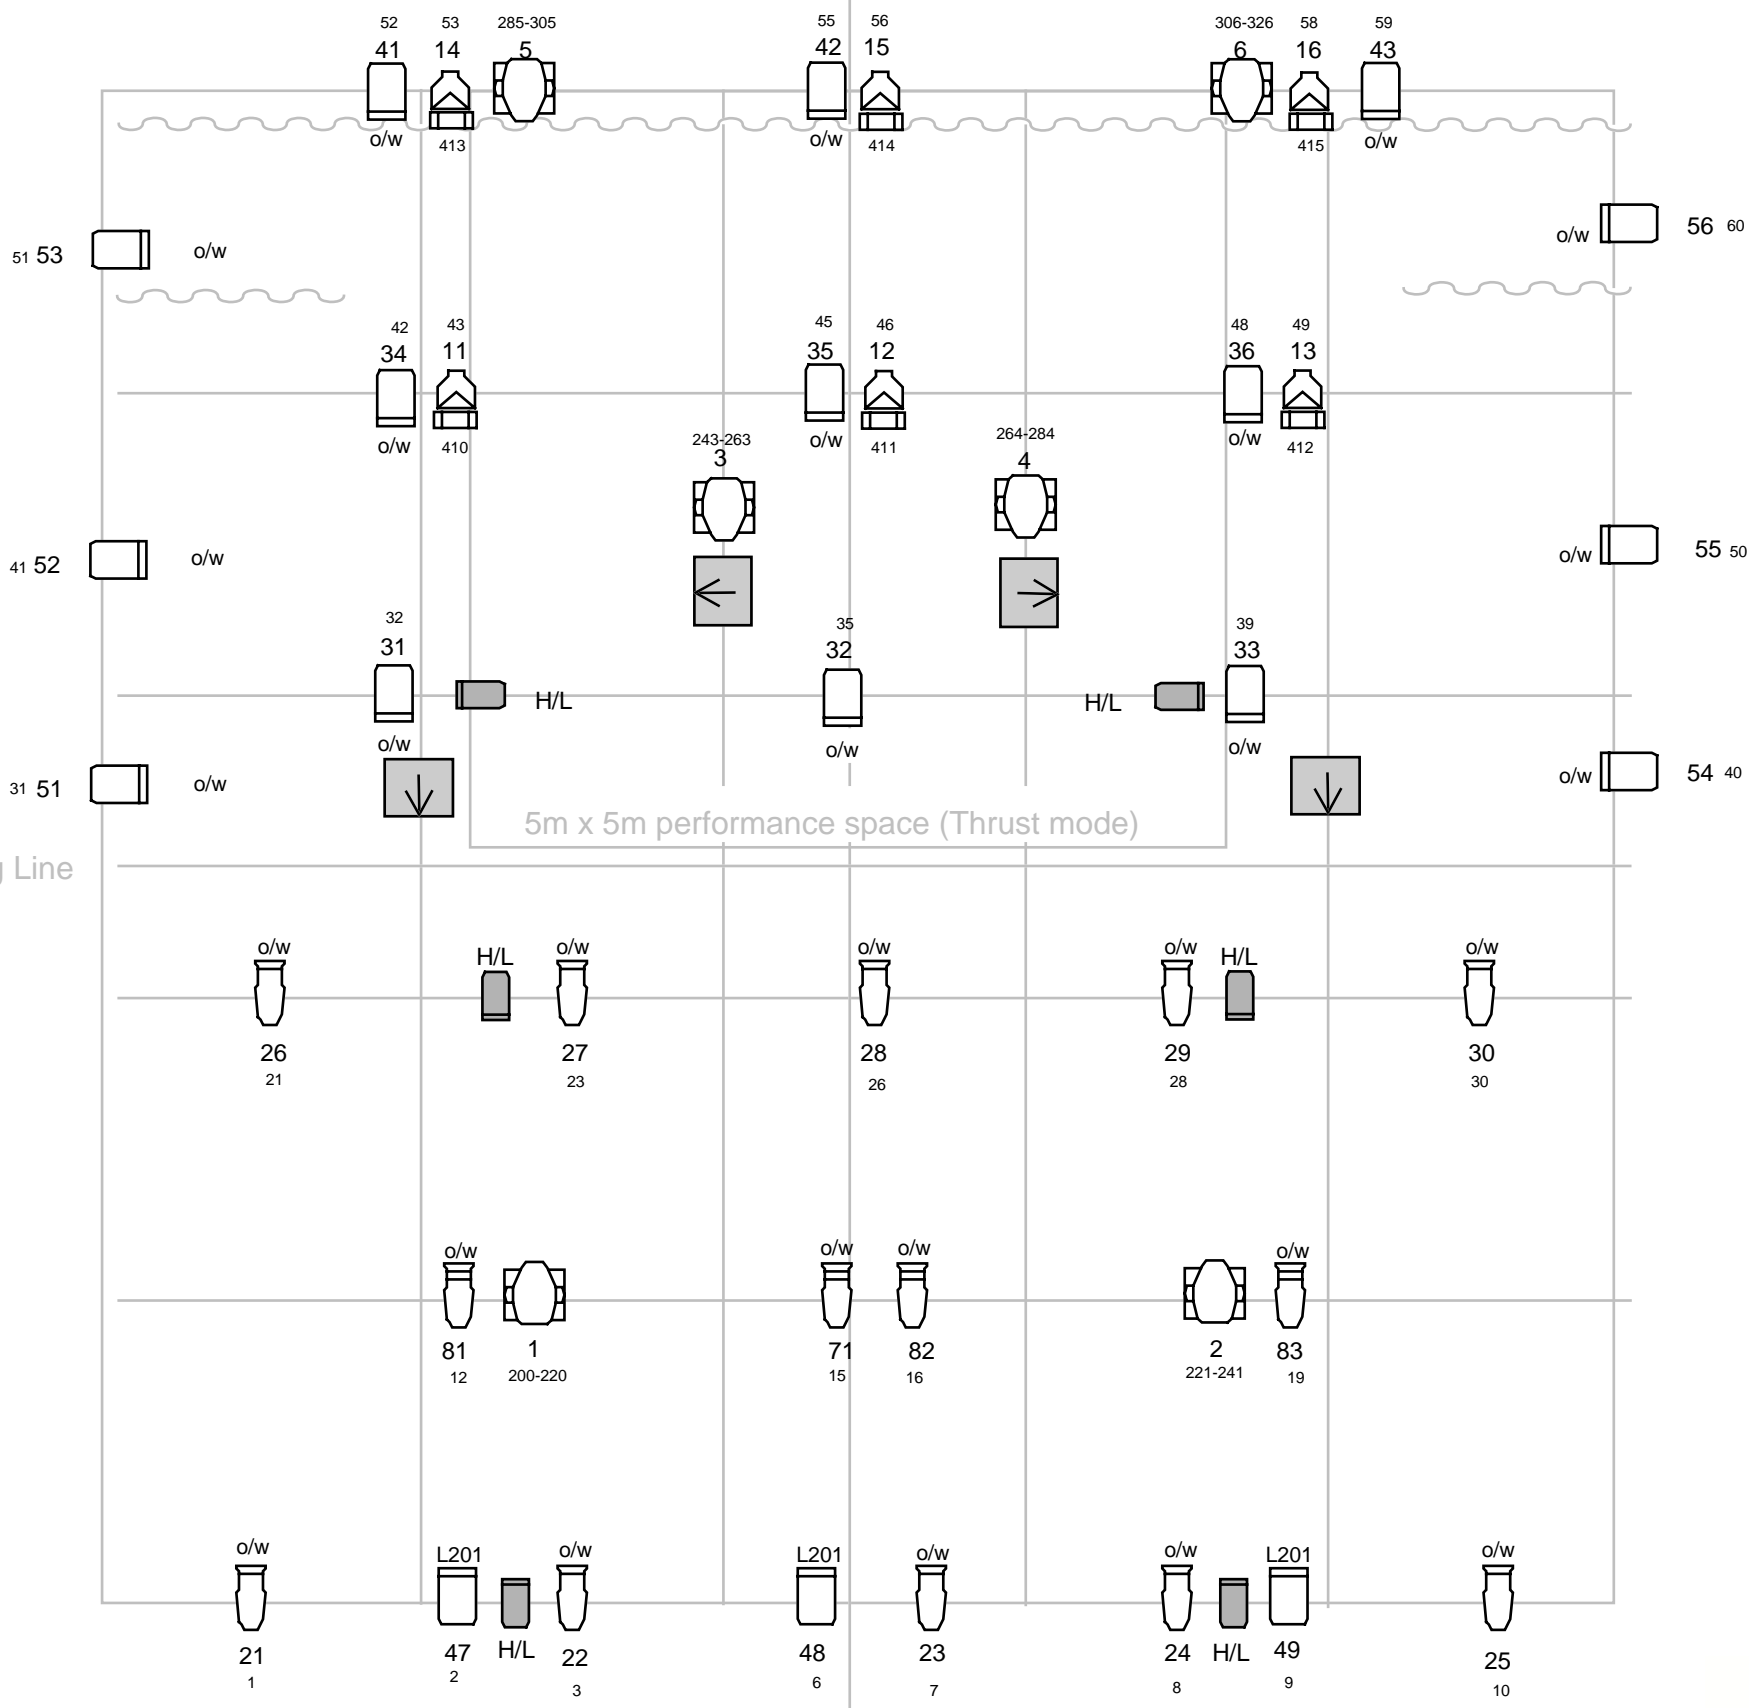 52 53 285-305 55 56 306-326 58 59
41 14 5 42 15 6 16 43
o/w 413 o/w 414 415 o/w
51 53 o/w o/w 56 60
42 43 45 46 48 49
34 11 35 12 36 13
o/w 410 o/w 411 o/w 412
243-263 264-284
3 4
41 52 o/w o/w 55 50
32 35 39
31 32 33
H/L H/L
o/w o/w o/w
31 51 o/w o/w 54 40
5m x 5m performance space (Thrust mode)
g Line
o/w H/L o/w o/w o/w H/L o/w
26 27 28 29 30
21 23 26 28 30
o/w o/w o/w o/w
81 1 71 82 2 83
12 200-220 15 16 221-241 19
o/w L201 o/w L201 o/w o/w L201 o/w
21 47 H/L 22 48 23 24 H/L 49 25
1 2 3 6 7 8 9 10